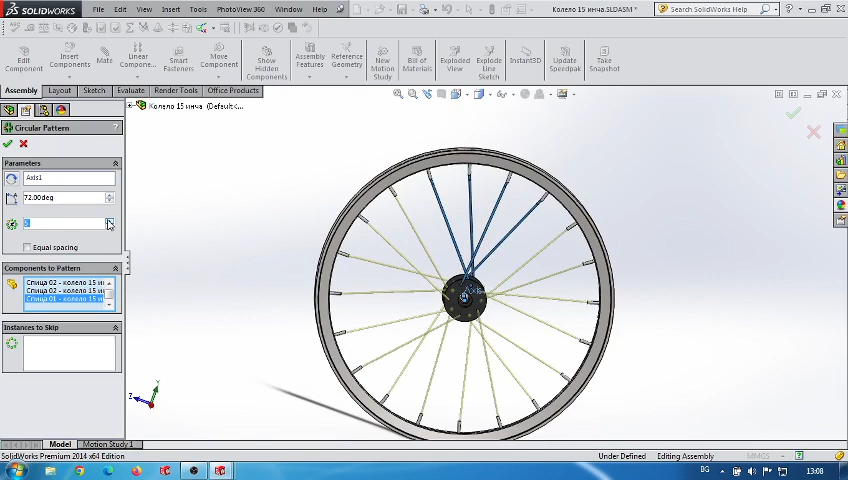 SOLIDWORKS
File Edit View Insert Tools PhotoView 360 Window Help
Колело 15 инча.SLDASM *
Search SolidWorks Help
Edit Component
Insert Components
Mate
Linear Compone...
Smart Fasteners
Move Component
Show Hidden Components
Assembly Features
Reference Geometry
New Motion Study
Bill of Materials
Exploded View
Explode Line Sketch
Instant3D
Update Speedpak
Take Snapshot
Assembly Layout Sketch Evaluate Render Tools Office Products
Колело 15 инча (Default<...
Circular Pattern ?
Parameters
Axis1
72.00deg
5
Equal spacing
Components to Pattern
Спица 02 - колело 15 ин
Спица 02 - колело 15 ин
Спица 01 - колело 15 ин
Instances to Skip
Y
Z
Model Motion Study 1
SolidWorks Premium 2014 x64 Edition
Under Defined Editing Assembly MMGS
BG 13:08